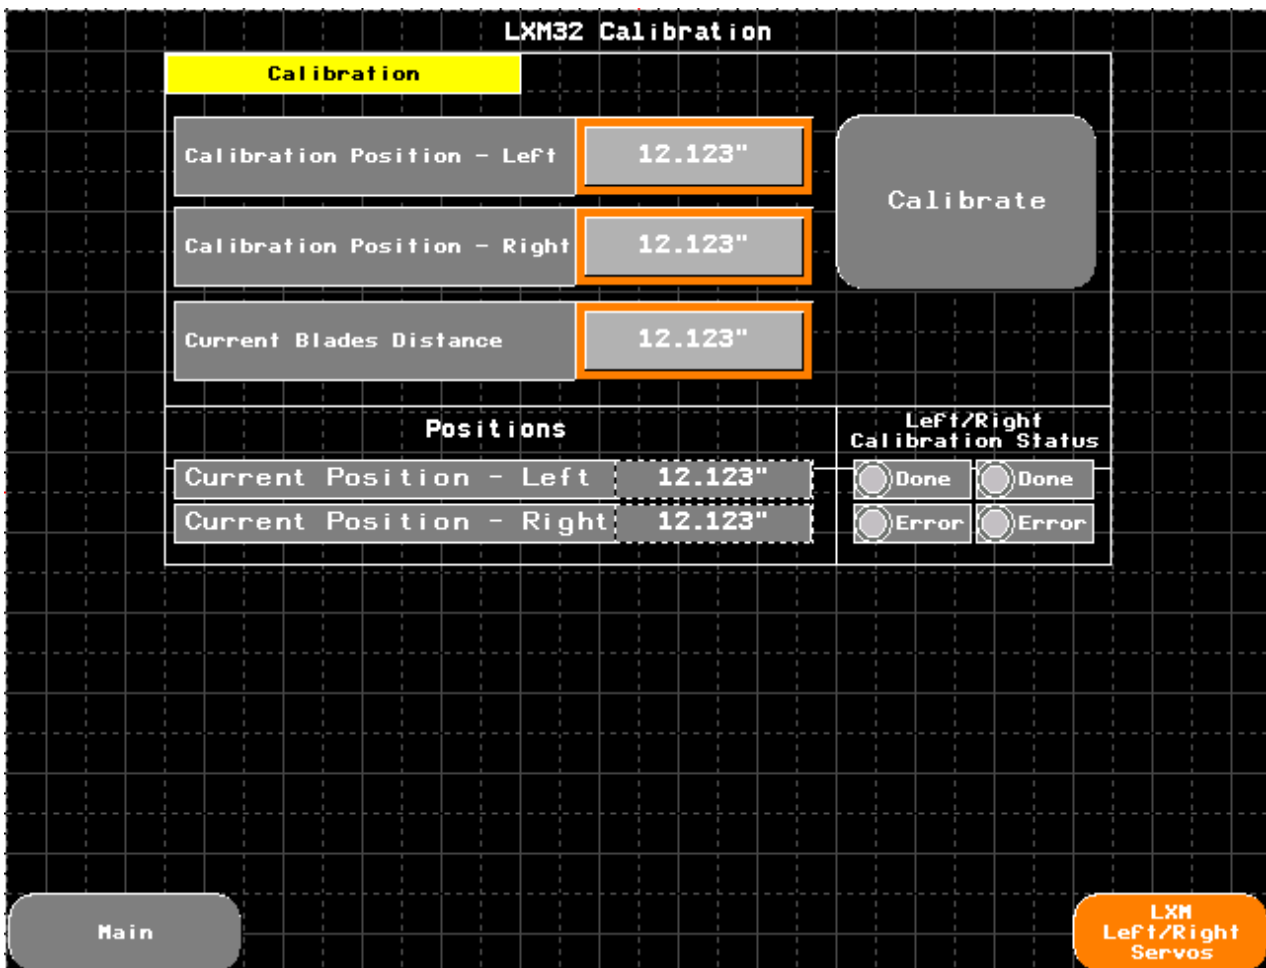 LXM32 Calibration
Calibration
Calibration Position - Left 12.123"
Calibrate
Calibration Position - Right 12.123"
Current Blades Distance 12.123"
Positions
Left/Right
Calibration Status
Current Position - Left 12.123"
Done Done
Current Position - Right 12.123"
Error Error
Main
LXM
Left/Right
Servos